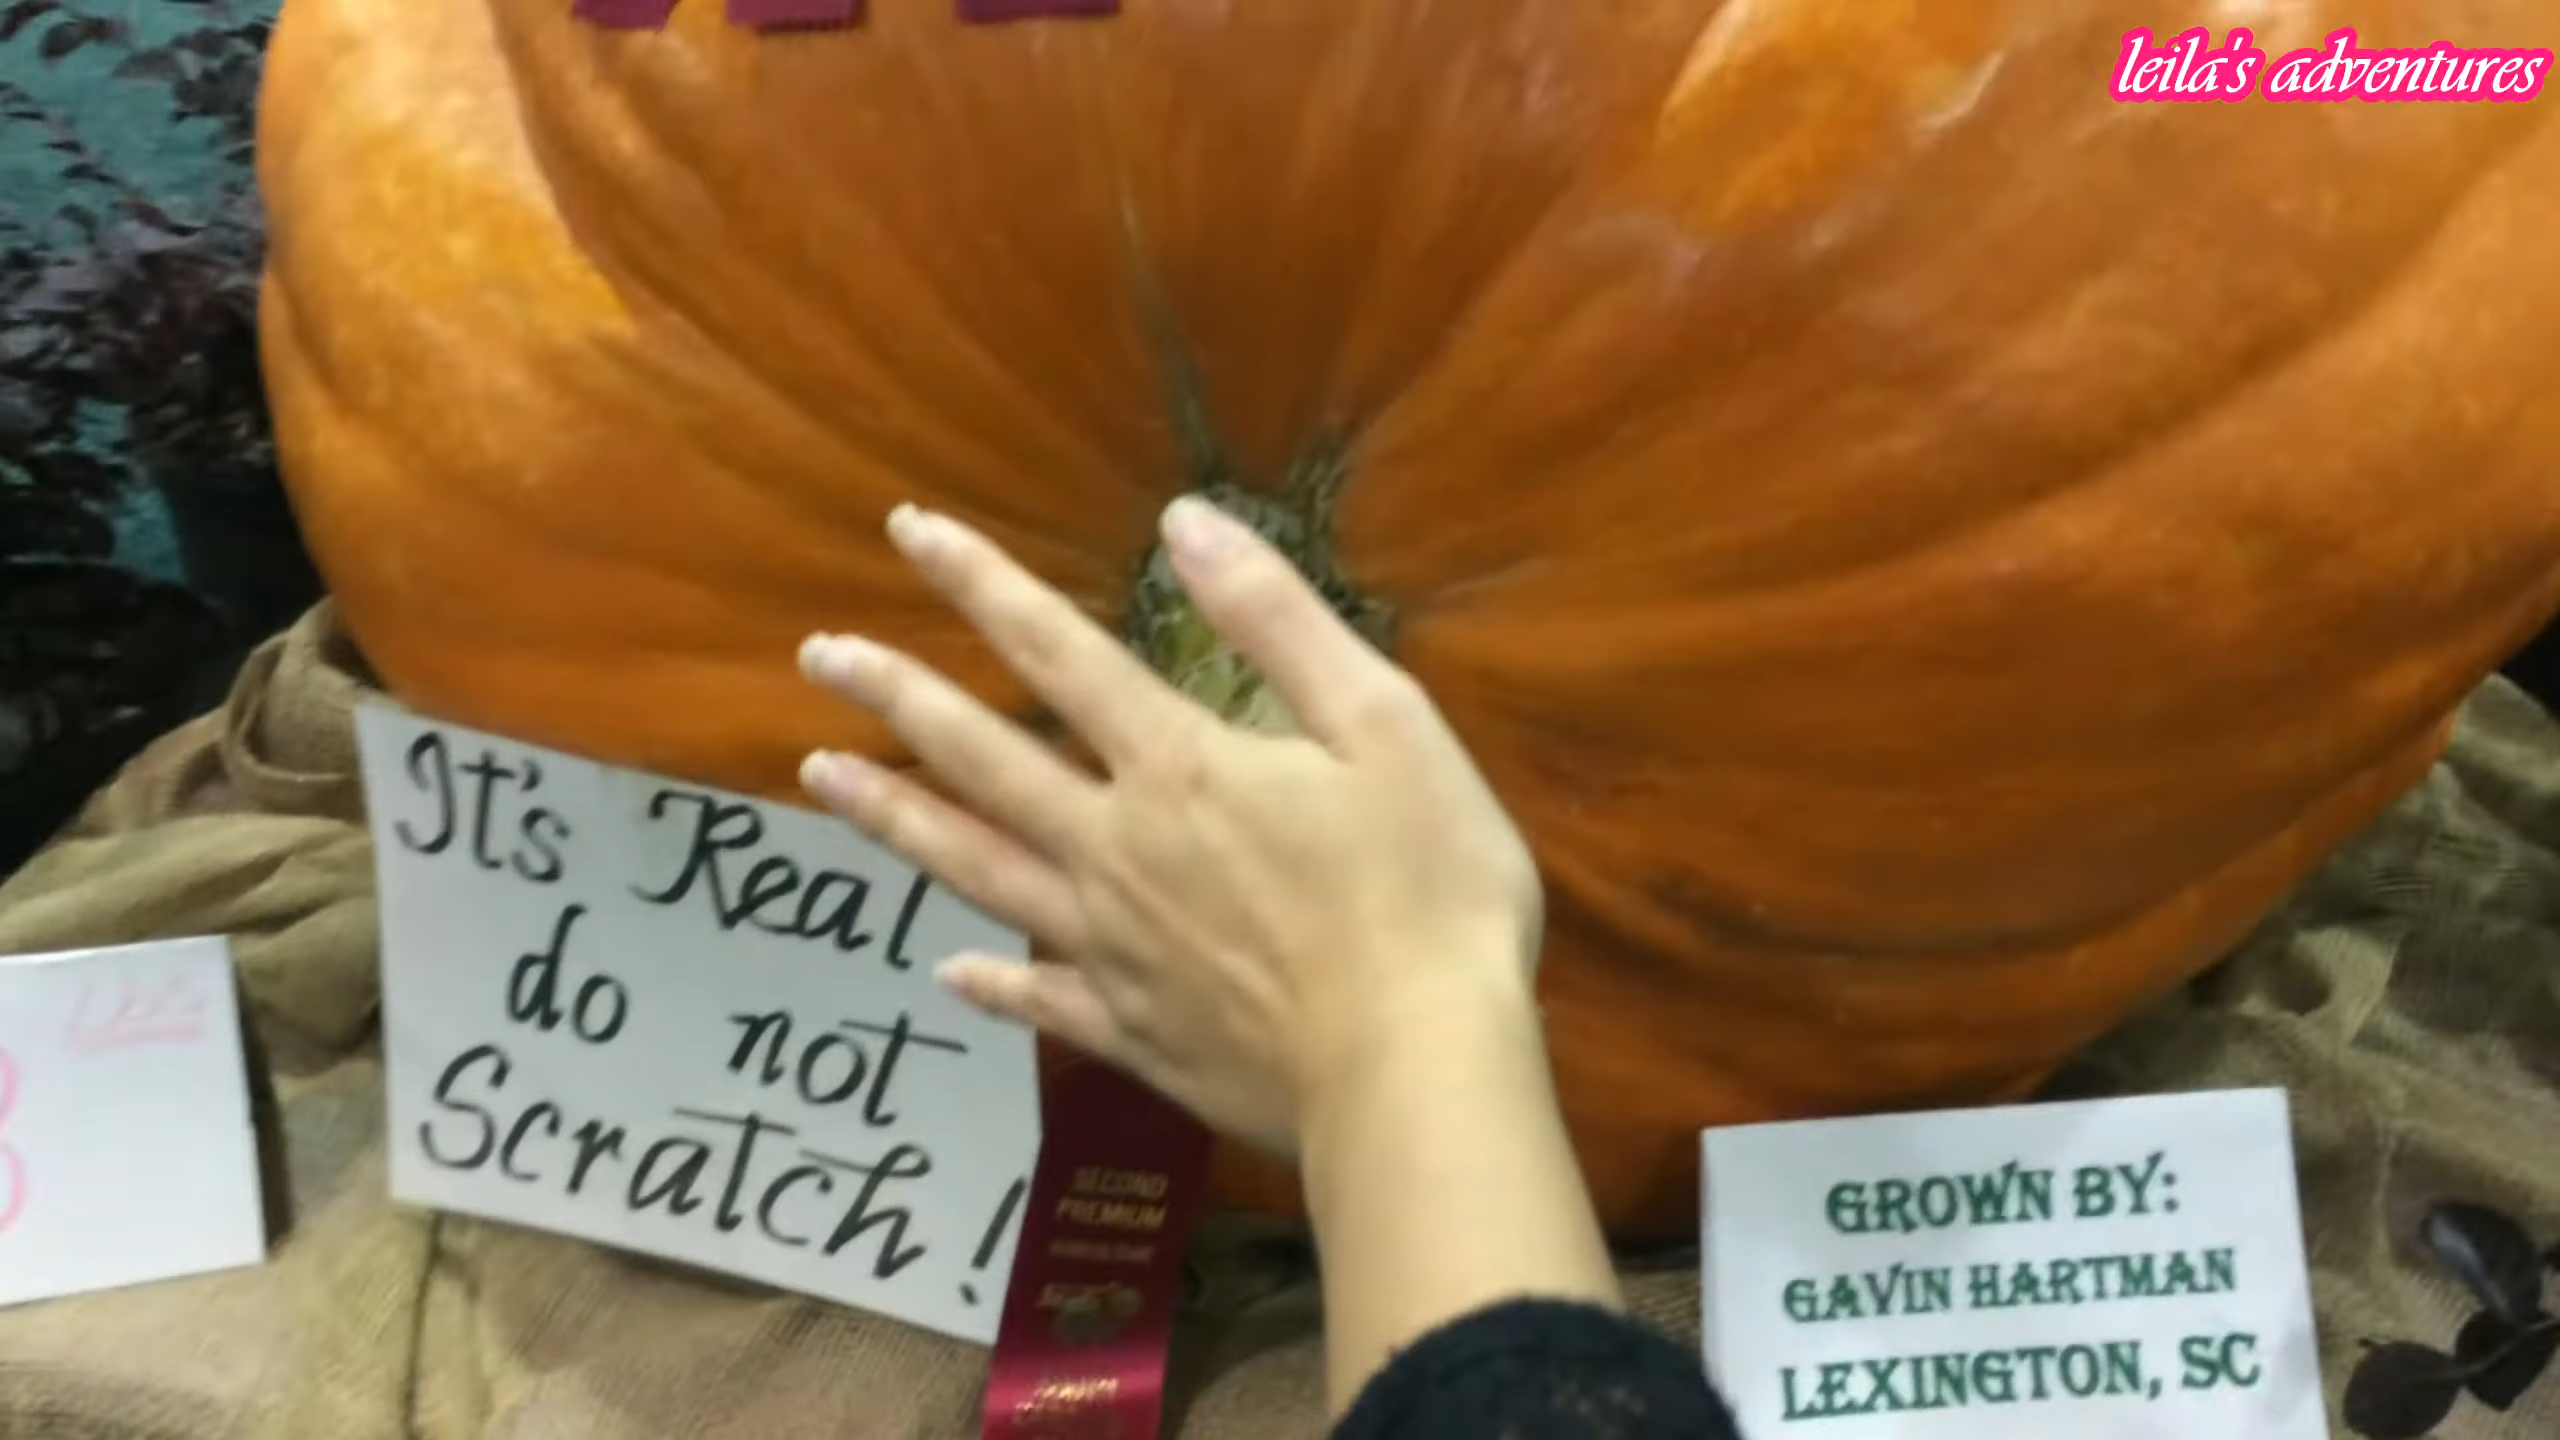 leila's adventures
It's Real
do not
Scratch!
SECOND
PREMIUM
GROWN BY:
GAVIN HARTMAN
LEXINGTON, SC